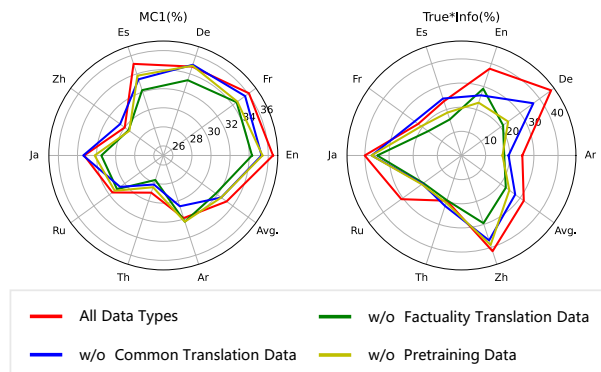 MC1(%)
True*Info(%)
Es
De
Zh
Fr
Ja
En
Ru
Avg.
Th
Ar
26
28
30
32
34
36
Es
En
Fr
De
Ja
Ar
Ru
Avg.
Th
Zh
10
20
30
40
All Data Types
w/o Factuality Translation Data
w/o Common Translation Data
w/o Pretraining Data